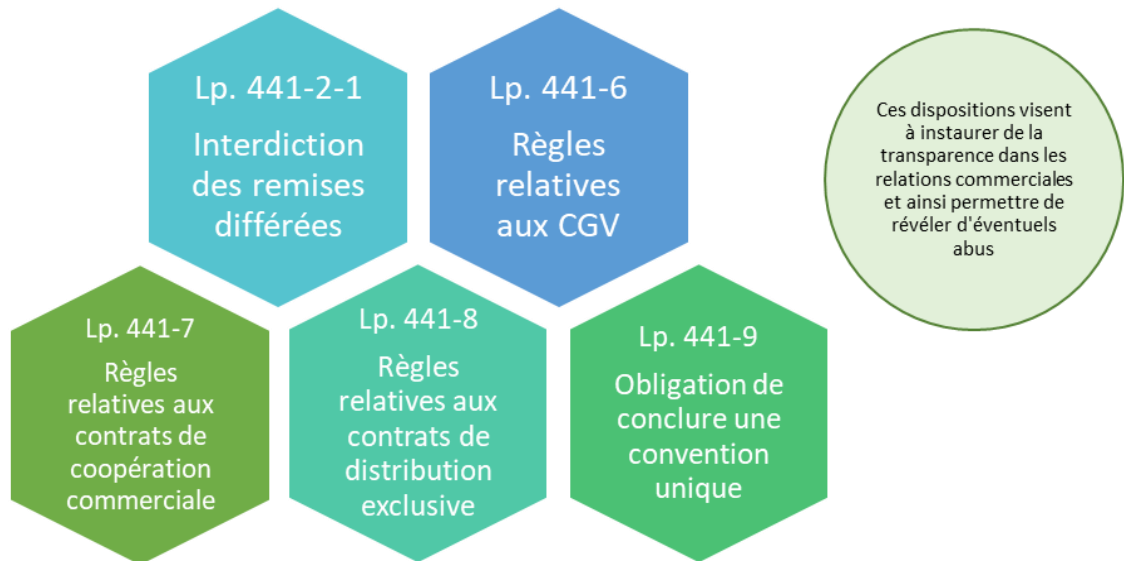 Lp. 441-2-1
Interdiction
des remises
différées
Lp. 441-6
Règles
relatives
aux CGV
Ces dispositions visent
à instaurer de la
transparence dans les
relations commerciales
et ainsi permettre de
révéler d'éventuels
abus
Lp. 441-7
Règles
relatives aux
contrats de
coopération
commerciale
Lp. 441-8
Règles
relatives aux
contrats de
distribution
exclusive
Lp. 441-9
Obligation de
conclure une
convention
unique